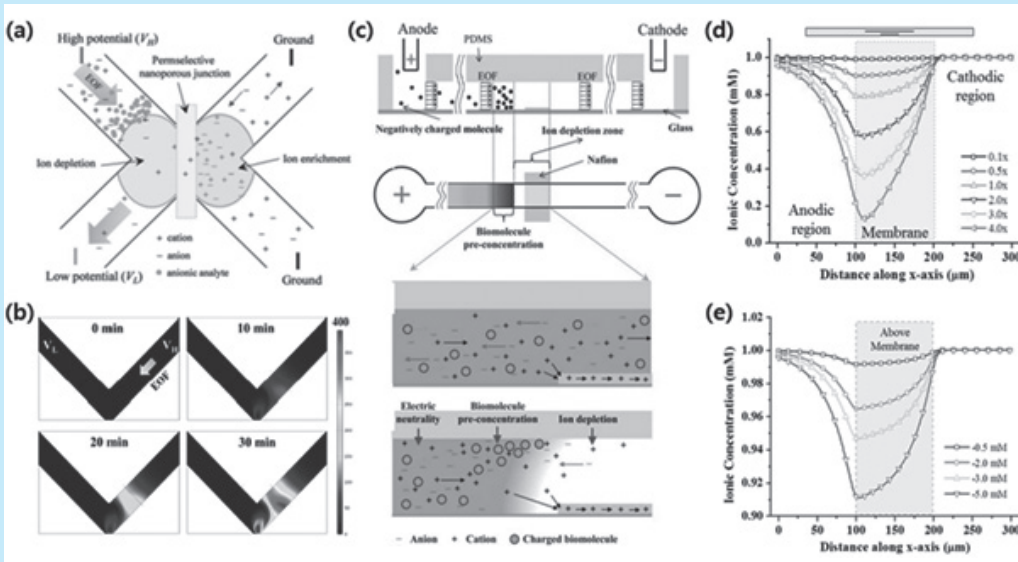 (a)
High potential (VH)
EOF
Permselective
nanoporous junction
Ground
Ion depletion
Ion enrichment
+ cation
− anion
anionic analyte
Low potential (VL)
Ground
(b)
0 min
VL
VH
EOF
10 min
400
20 min
30 min
0
(c)
Anode
Cathode
PDMS
+
−
EOF
EOF
Negatively charged molecule
Ion depletion zone
Glass
Nafion
+
−
Biomolecule
pre-concentration
Electric
neutrality
Biomolecule
pre-concentration
Ion depletion
− Anion + Cation Charged biomolecule
(d)
Ionic Concentration (mM)
1.0
0.8
0.6
0.4
0.2
0.0
Cathodic
region
0.1x
0.5x
1.0x
2.0x
3.0x
4.0x
Anodic
region
Membrane
0 50 100 150 200 250 300
Distance along x-axis (µm)
(e)
Ionic Concentration (mM)
1.02
1.00
0.98
0.96
0.94
0.92
0.90
Above
Membrane
-0.5 mM
-2.0 mM
-3.0 mM
-5.0 mM
0 50 100 150 200 250 300
Distance along x-axis (µm)